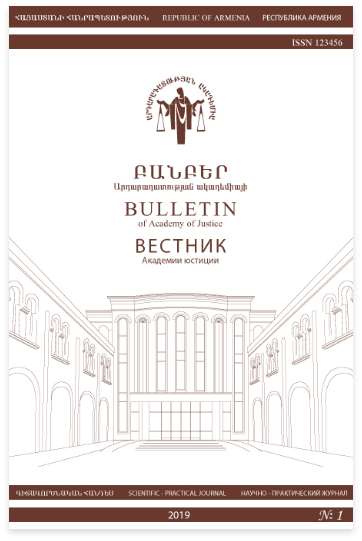 ՀԱՅԱՍՏԱՆԻ ՀԱՆՐԱՊԵՏՈՒԹՅՈՒՆ REPUBLIC OF ARMENIA РЕСПУБЛИКА АРМЕНИЯ
ISSN 123456
ԱՐԴԱՐԱԴԱՏՈՒԹՅԱՆ ԱԿԱԴԵՄԻԱ
ԲԱՆԲԵՐ
Արդարադատության ակադեմիայի
BULLETIN
of Academy of Justice
ВЕСТНИК
Академии юстиции
ԳԻՏԱԳՈՐԾՆԱԿԱՆ ՀԱՆԴԵՍ SCIENTIFIC - PRACTICAL JOURNAL НАУЧНО - ПРАКТИЧЕСКИЙ ЖУРНАЛ
2019 № 1